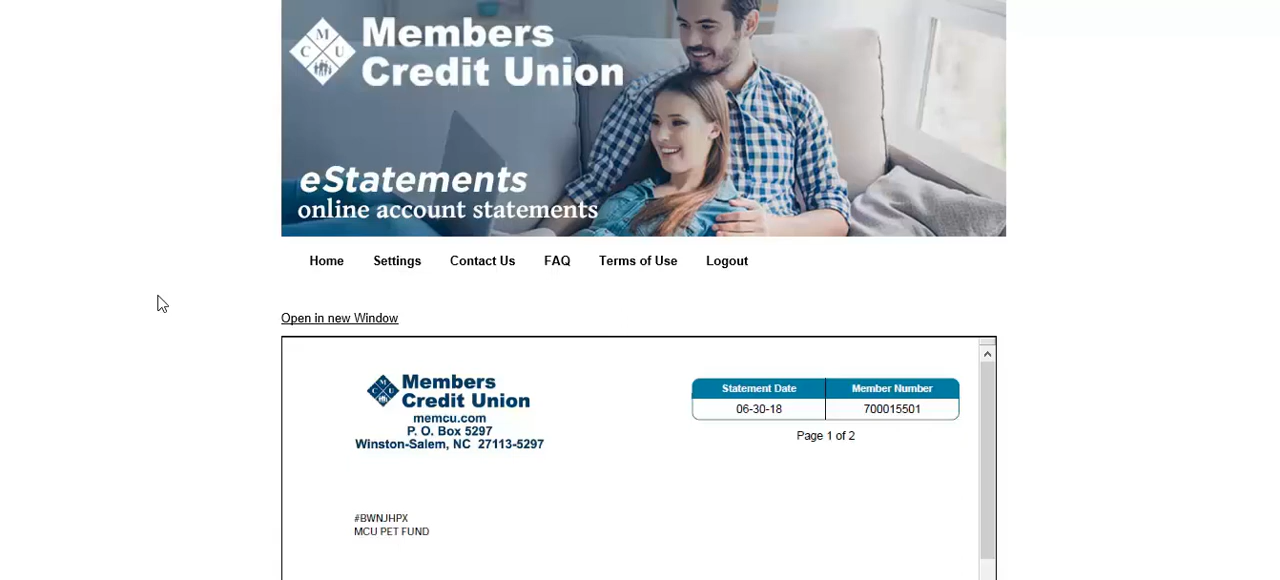 M
C U
Members
Credit Union
eStatements
online account statements
Home Settings Contact Us FAQ Terms of Use Logout
Open in new Window
Members
Credit Union
memcu.com
P. O. Box 5297
Winston-Salem, NC 27113-5297
Statement Date Member Number
06-30-18 700015501
Page 1 of 2
#BWNJHPX
MCU PET FUND